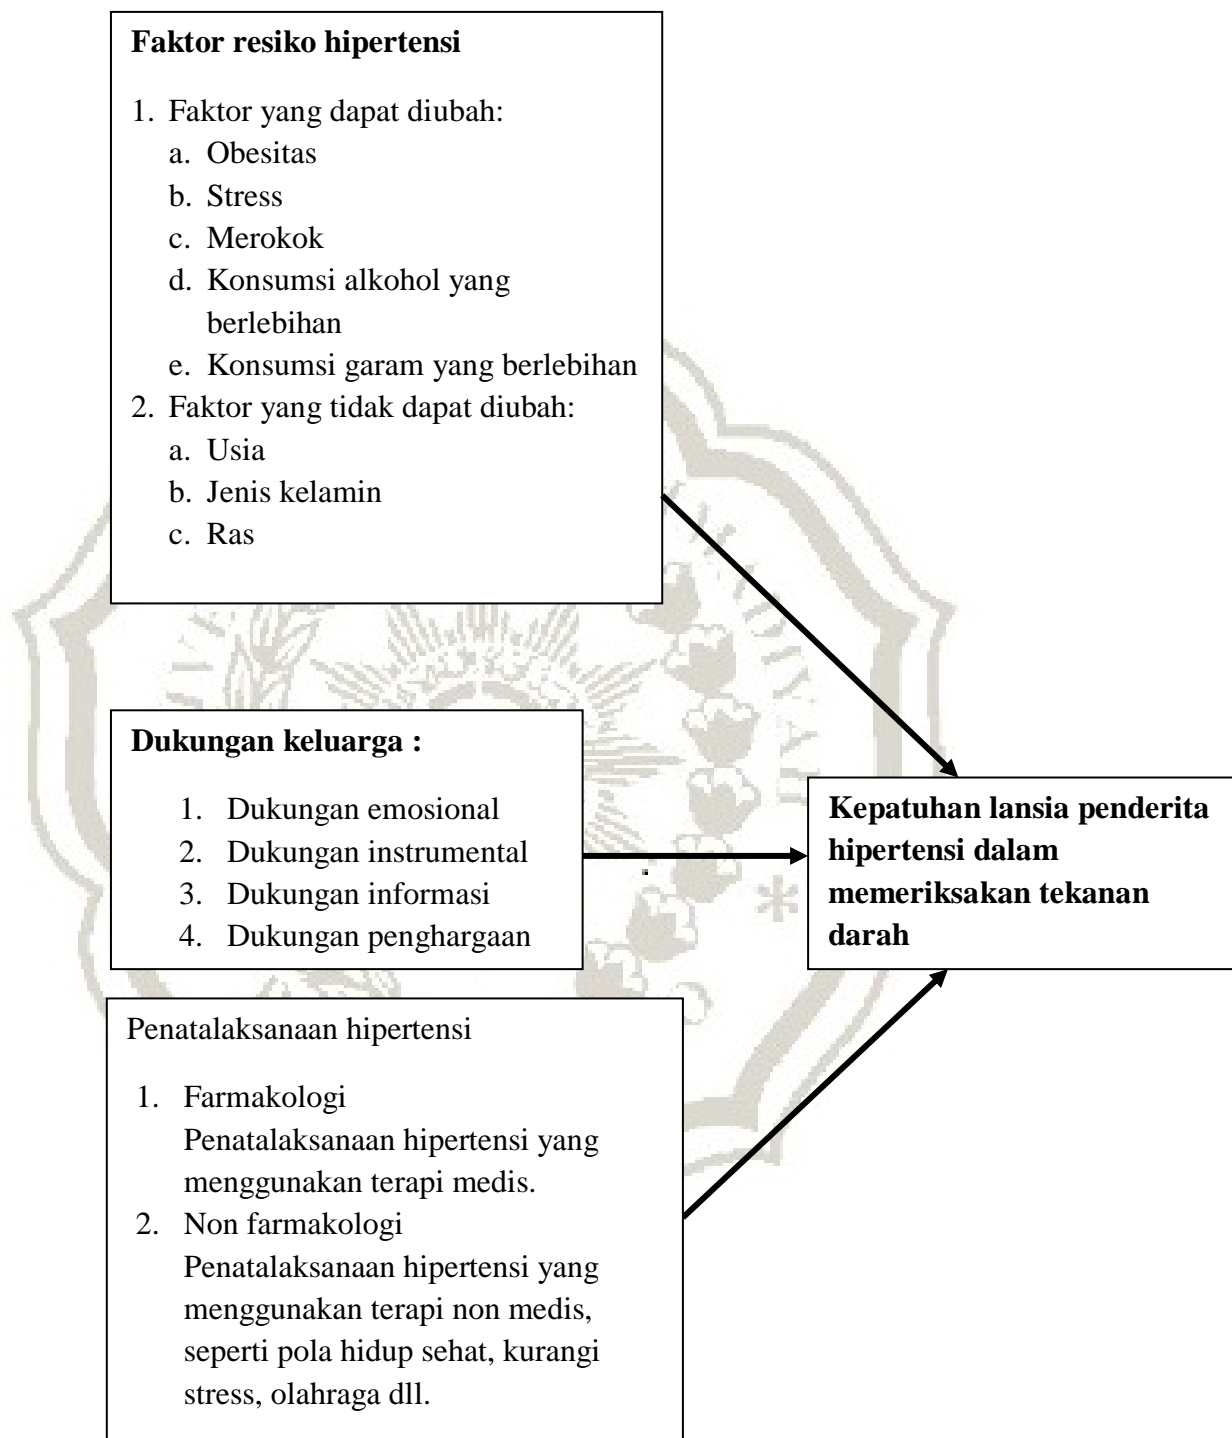 Faktor resiko hipertensi
1. Faktor yang dapat diubah:
a. Obesitas
b. Stress
c. Merokok
d. Konsumsi alkohol yang
berlebihan
e. Konsumsi garam yang berlebihan
2. Faktor yang tidak dapat diubah:
a. Usia
b. Jenis kelamin
c. Ras
Dukungan keluarga :
1. Dukungan emosional
2. Dukungan instrumental
3. Dukungan informasi
4. Dukungan penghargaan
Kepatuhan lansia penderita
hipertensi dalam
memeriksakan tekanan
darah
Penatalaksanaan hipertensi
1. Farmakologi
Penatalaksanaan hipertensi yang
menggunakan terapi medis.
2. Non farmakologi
Penatalaksanaan hipertensi yang
menggunakan terapi non medis,
seperti pola hidup sehat, kurangi
stress, olahraga dll.